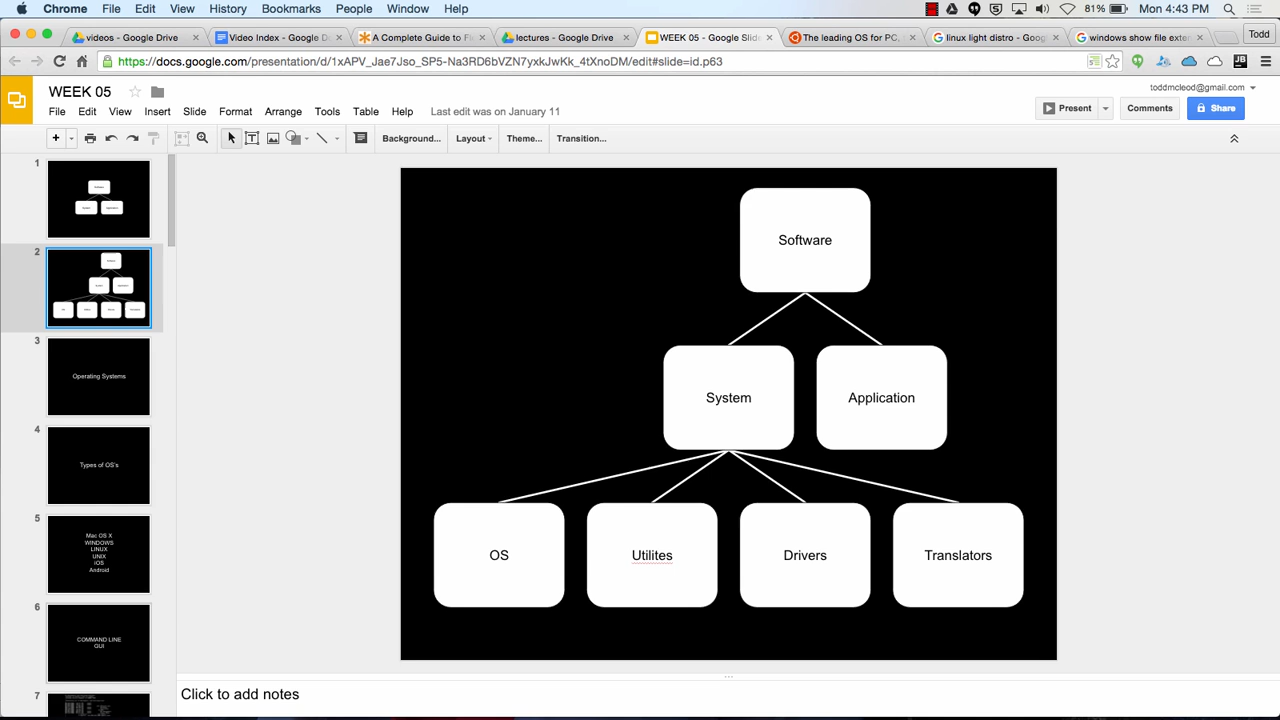 Chrome File Edit View History Bookmarks People Window Help 81% Mon 4:43 PM
videos - Google Drive
Video Index - Google D
A Complete Guide to F
lectures - Google Drive
WEEK 05 - Google Slide
The leading OS for PC,
linux light distro - Goog
windows show file exte
Todd
https://docs.google.com/presentation/d/1xAPV_Jae7Jso_SP5-Na3RD6bVZN7yxkJwKk_4tXnoDM/edit#slide=id.p63
JB
WEEK 05
toddmcleod@gmail.com
File Edit View Insert Slide Format Arrange Tools Table Help Last edit was on January 11
Present
Comments
Share
Background... Layout Theme... Transition...
1
Software
System Application
2
3
Operating Systems
4
Types of OS's
5
Mac OS X
WINDOWS
LINUX
UNIX
iOS
Android
6
COMMAND LINE
GUI
7
Software
System
Application
OS
Utilites
Drivers
Translators
Click to add notes